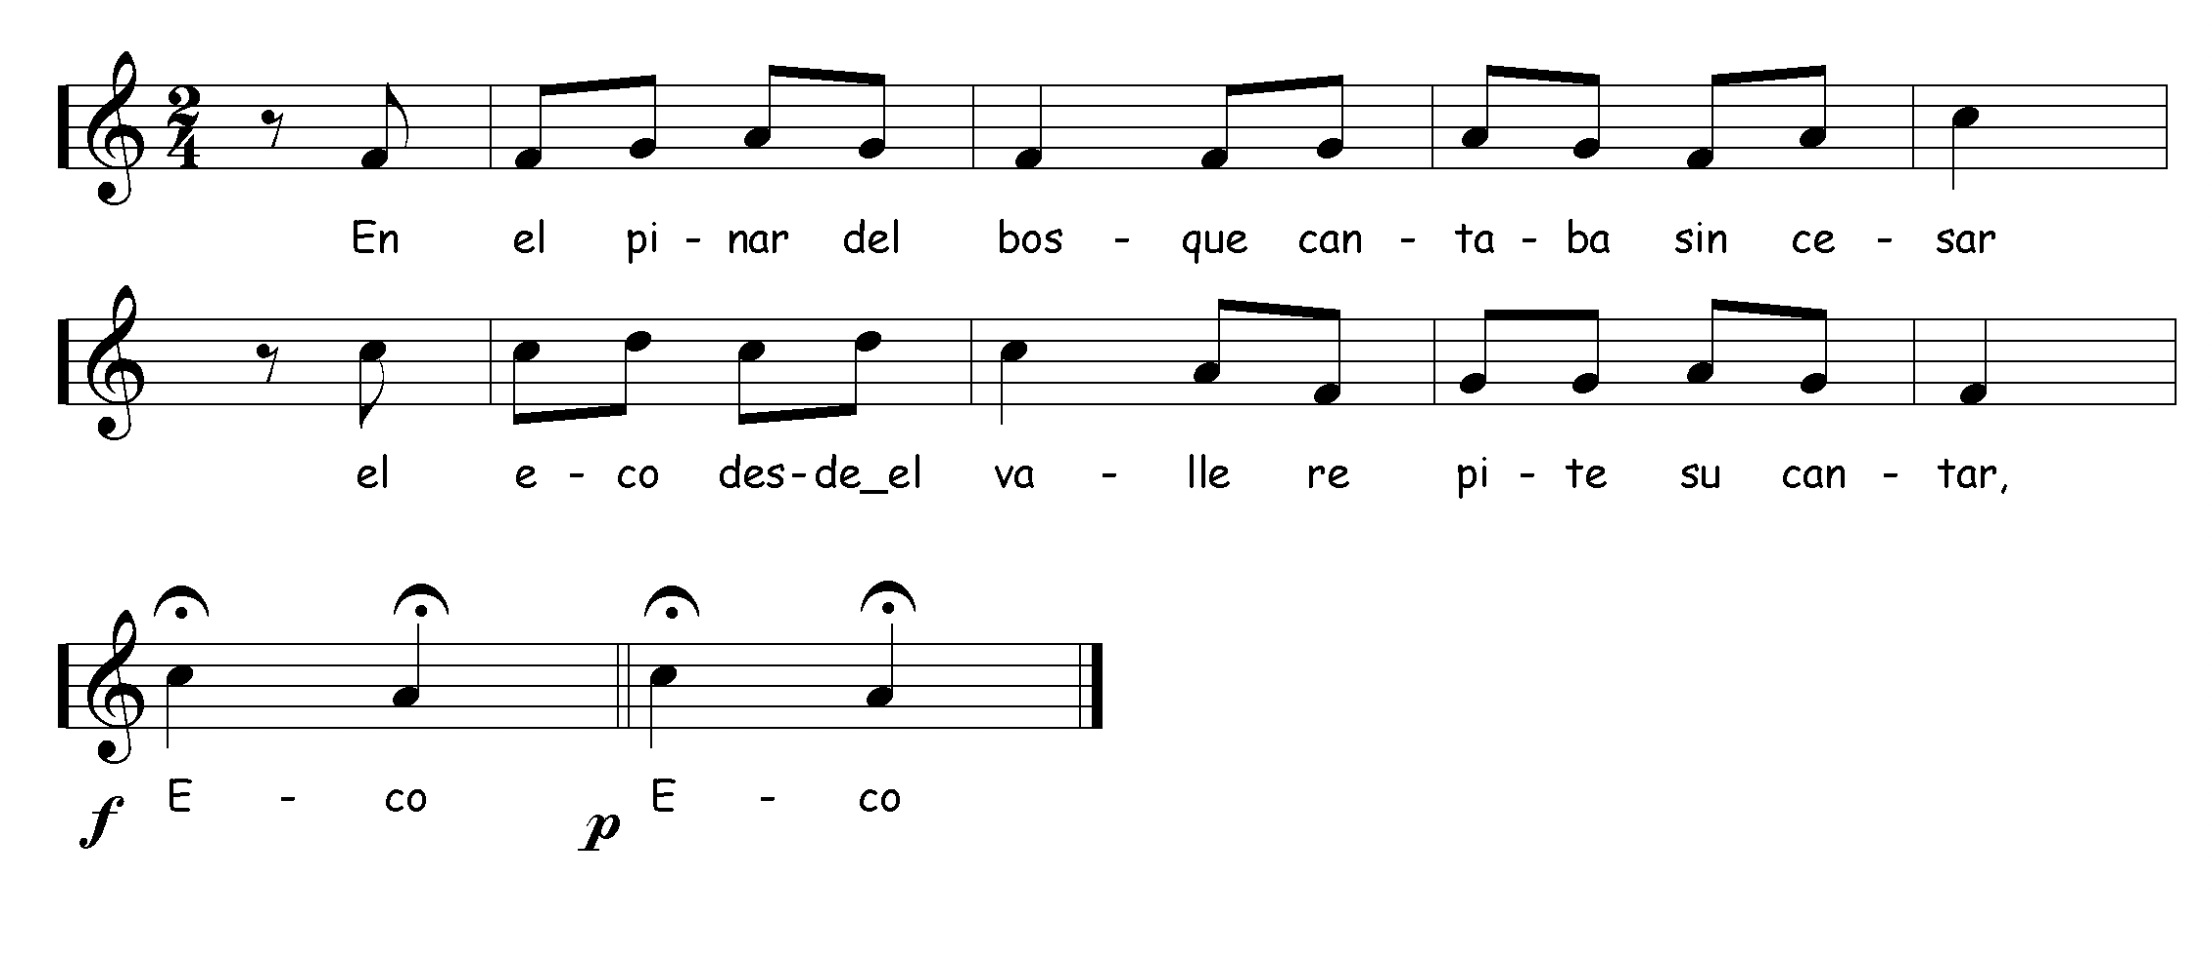 2
4
En el pi - nar del bos - que can - ta - ba sin ce - sar
el e - co des - de_el va - lle re pi - te su can - tar,
E - co E - co
f p